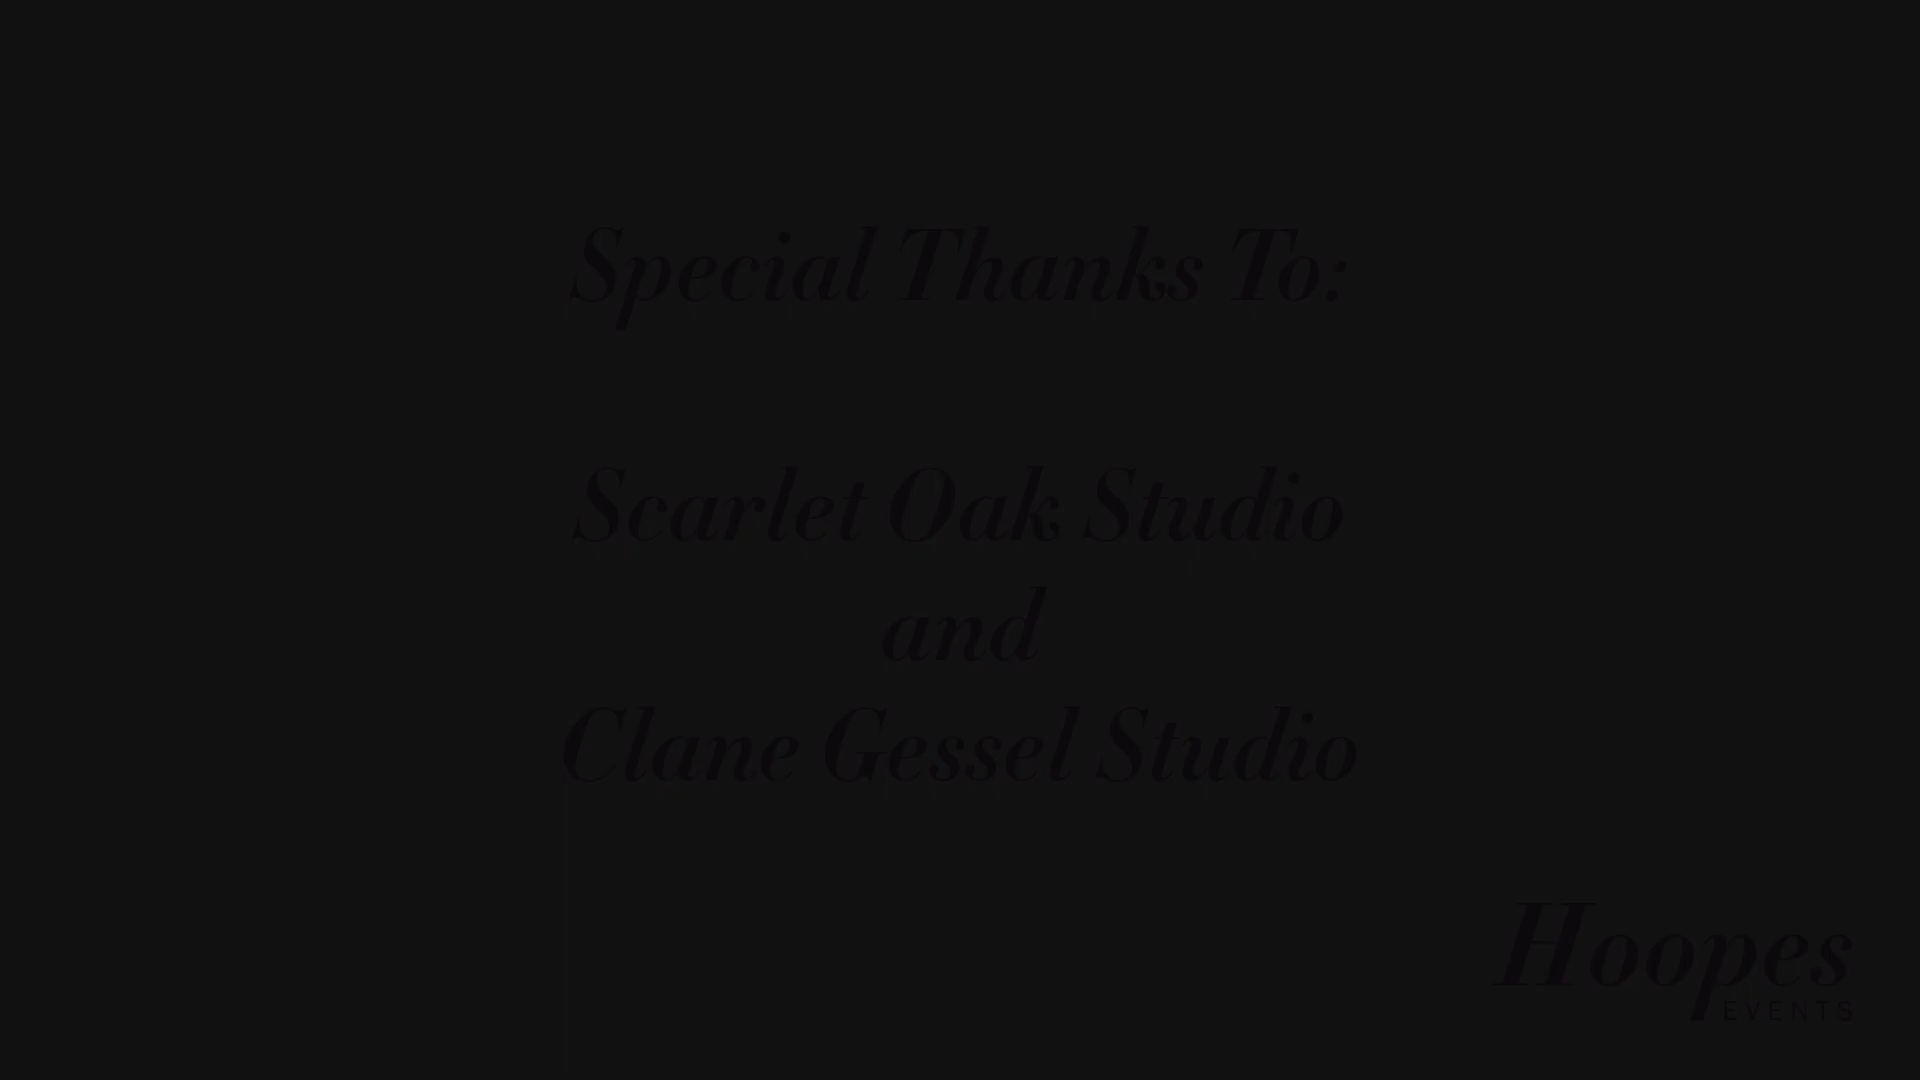 Special Thanks To:
Scarlet Oak Studio
and
Clane Gessel Studio
Hoopes
EVENTS